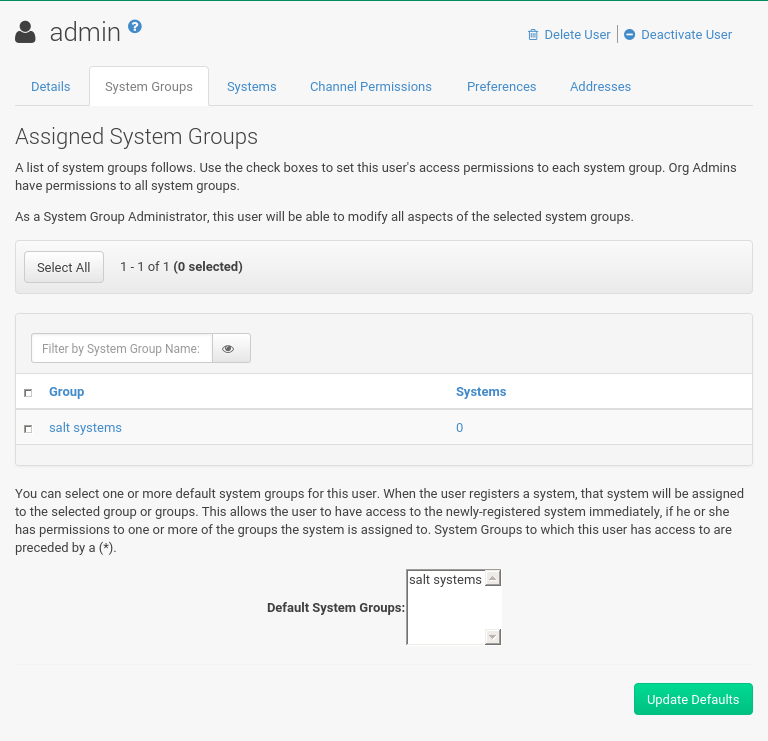 admin
Delete User
Deactivate User
Details
System Groups
Systems
Channel Permissions
Preferences
Addresses
Assigned System Groups
A list of system groups follows. Use the check boxes to set this user's access permissions to each system group. Org Admins
have permissions to all system groups.
As a System Group Administrator, this user will be able to modify all aspects of the selected system groups.
Select All
1 - 1 of 1 (0 selected)
Filter by System Group Name:
Group
Systems
salt systems
0
You can select one or more default system groups for this user. When the user registers a system, that system will be assigned
to the selected group or groups. This allows the user to have access to the newly-registered system immediately, if he or she
has permissions to one or more of the groups the system is assigned to. System Groups to which this user has access to are
preceded by a (*).
Default System Groups:
salt systems
Update Defaults